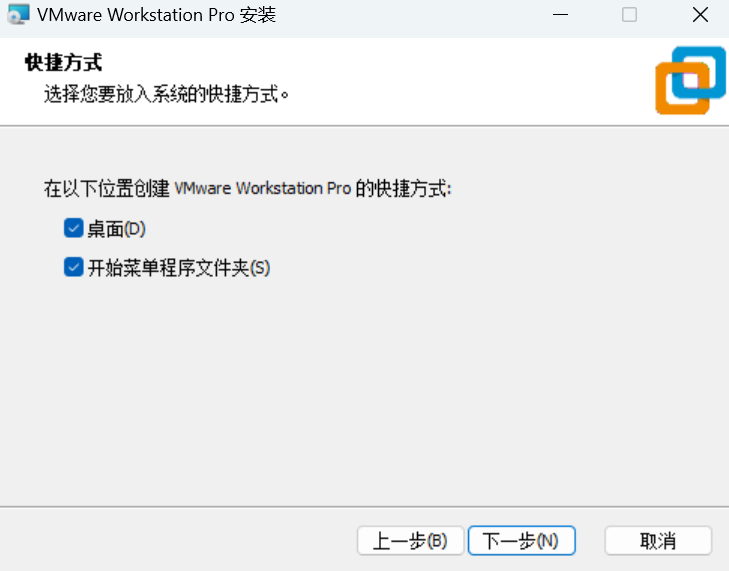 VMware Workstation Pro 安装
快捷方式
选择您要放入系统的快捷方式。
在以下位置创建 VMware Workstation Pro 的快捷方式:
桌面(D)
开始菜单程序文件夹(S)
上一步(B) 下一步(N) 取消